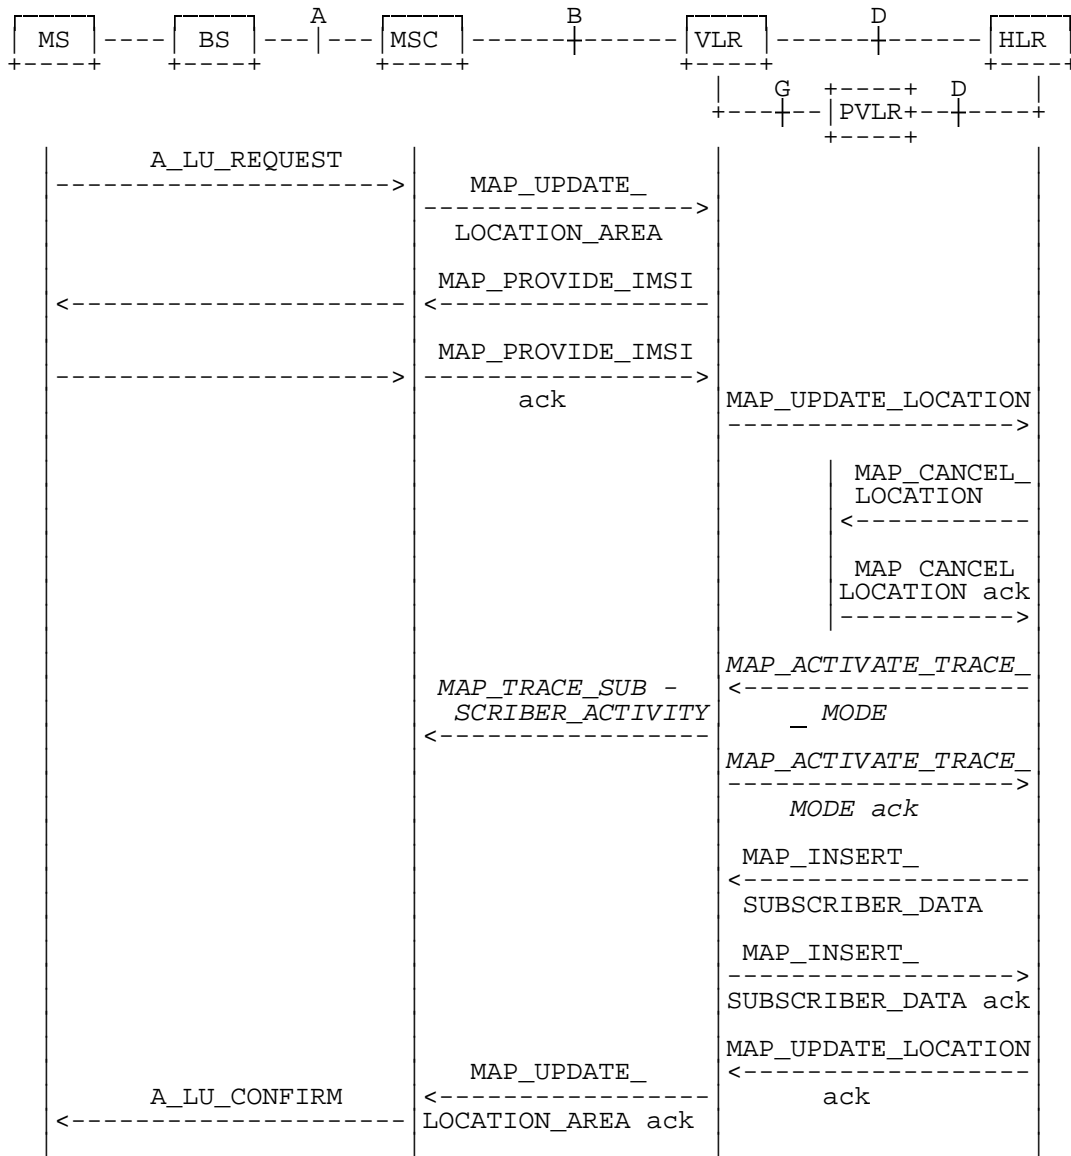 A B D
MS BS MSC VLR HLR
G D
PVLR
A_LU_REQUEST
MAP_UPDATE_
LOCATION_AREA
MAP_PROVIDE_IMSI
MAP_PROVIDE_IMSI
ack
MAP_UPDATE_LOCATION
MAP_CANCEL_
LOCATION
MAP CANCEL
LOCATION ack
MAP_ACTIVATE_TRACE_
_ MODE
MAP_TRACE_SUB -
SCRIBER_ACTIVITY
MAP_ACTIVATE_TRACE_
MODE ack
MAP_INSERT_
SUBSCRIBER_DATA
MAP_INSERT_
SUBSCRIBER_DATA ack
MAP_UPDATE_LOCATION
ack
MAP_UPDATE_
LOCATION_AREA ack
A_LU_CONFIRM